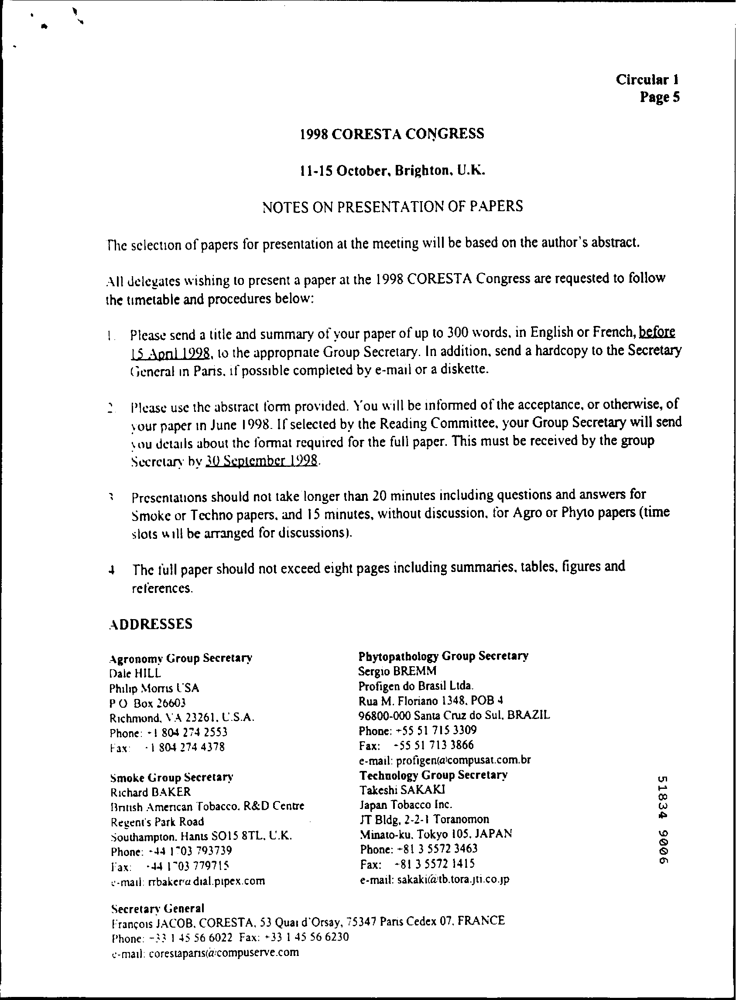 Circular 1
Page 5
1998 CORESTA CONGRESS
11-15 October, Brighton, U.K.
NOTES ON PRESENTATION OF PAPERS
The selection of papers for presentation at the meeting will be based on the author's abstract.
All delegates wishing to present a paper at the 1998 CORESTA Congress are requested to follow
the timetable and procedures below:
1. Please send a title and summary of your paper of up to 300 words, in English or French, before
15 April 1998, to the appropriate Group Secretary. In addition, send a hardcopy to the Secretary
General in Paris, if possible completed by e-mail or a diskette.
2. Please use the abstract form provided. You will be informed of the acceptance, or otherwise, of
your paper in June 1998. If selected by the Reading Committee, your Group Secretary will send
you details about the format required for the full paper. This must be received by the group
Secretary by 30 September 1998.
3 Presentations should not take longer than 20 minutes including questions and answers for
Smoke or Techno papers, and 15 minutes, without discussion, for Agro or Phyto papers (time
slots will be arranged for discussions).
4 The full paper should not exceed eight pages including summaries, tables, figures and
references.
ADDRESSES
Agronomy Group Secretary
Dale HILL
Philip Morris USA
P O Box 26603
Richmond, VA 23261, U.S.A.
Phone: +1 804 274 2553
Fax: +1 804 274 4378
Smoke Group Secretary
Richard BAKER
British American Tobacco, R&D Centre
Regent's Park Road
Southampton, Hants SO15 8TL, U.K.
Phone: +44 1703 793739
Fax: +44 1703 779715
e-mail: rrbaker@dial.pipex.com
Phytopathology Group Secretary
Sergio BREMM
Profigen do Brasil Ltda.
Rua M. Floriano 1348, POB 4
96800-000 Santa Cruz do Sul, BRAZIL
Phone: +55 51 715 3309
Fax: +55 51 713 3866
e-mail: profigen@compusat.com.br
Technology Group Secretary
Takeshi SAKAKI
Japan Tobacco Inc.
JT Bldg, 2-2-1 Toranomon
Minato-ku, Tokyo 105, JAPAN
Phone: +81 3 5572 3463
Fax: +81 3 5572 1415
e-mail: sakaki@tb.tora.jti.co.jp
Secretary General
François JACOB, CORESTA, 53 Quai d'Orsay, 75347 Paris Cedex 07, FRANCE
Phone: +33 1 45 56 6022 Fax: +33 1 45 56 6230
e-mail: corestaparis@compuserve.com
51834 9006